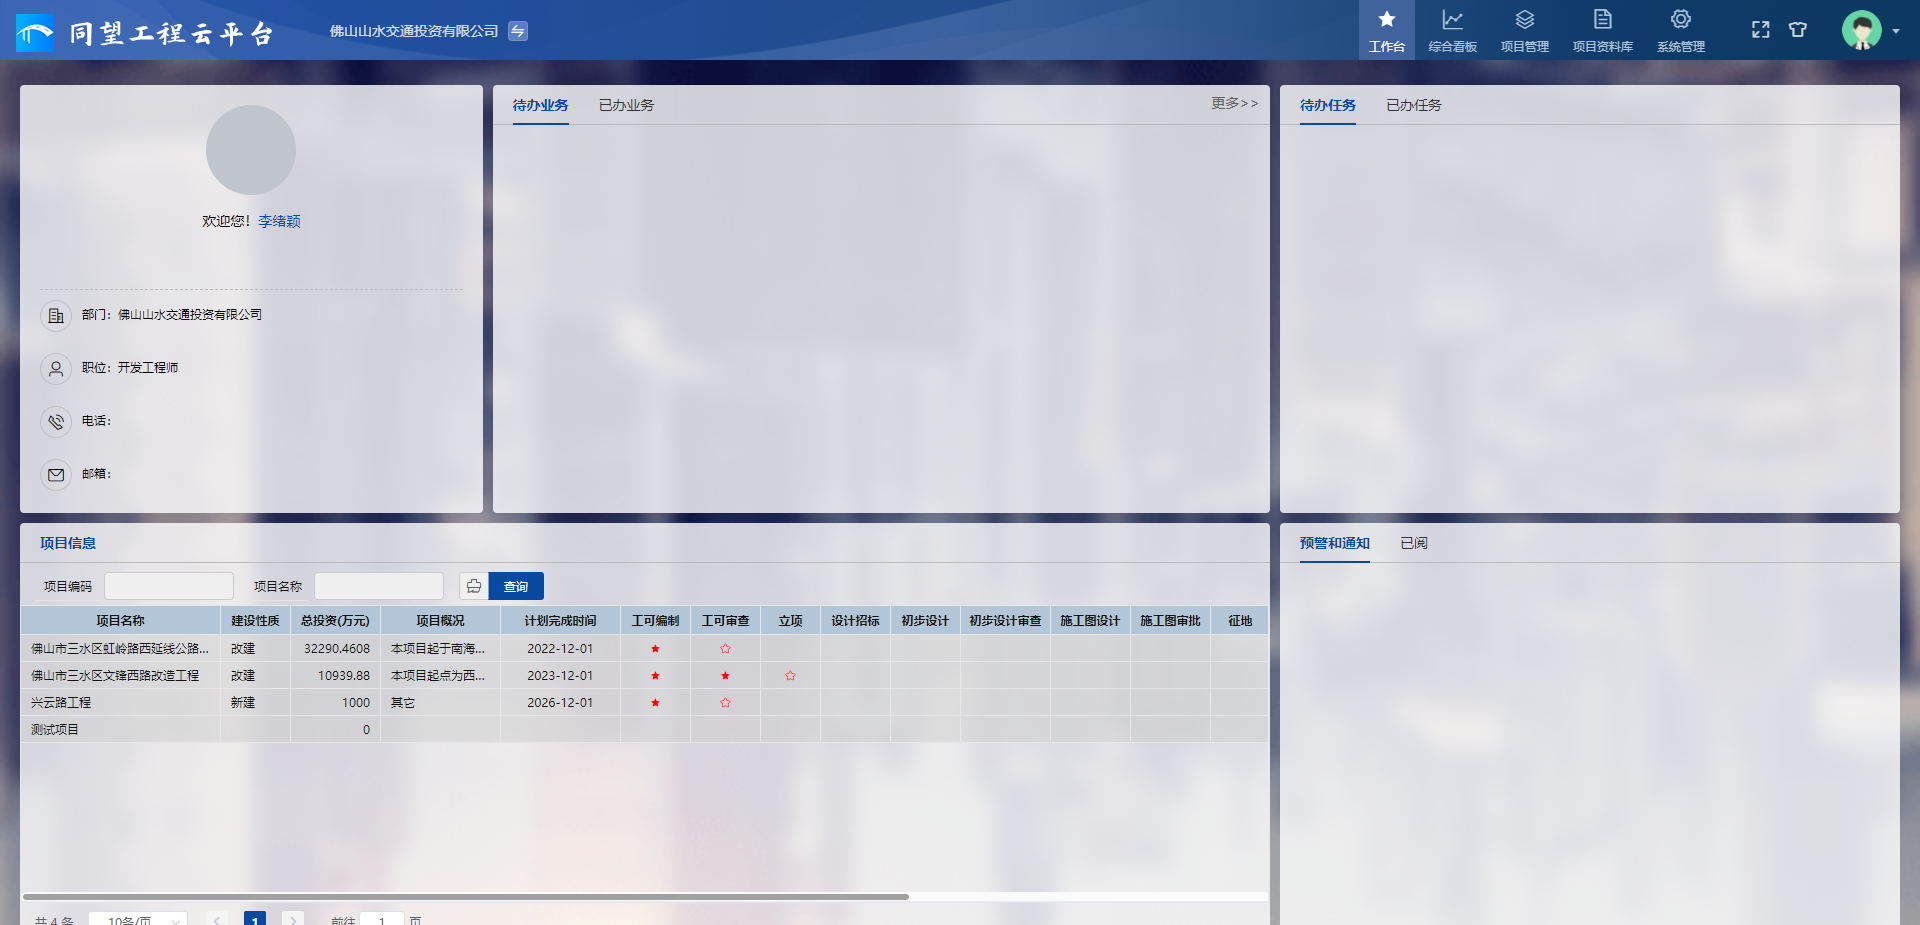 同望工程云平台
佛山山水交通投资有限公司
工作台 综合看板 项目管理 项目资料库 系统管理
欢迎您！李绪颖
部门：佛山山水交通投资有限公司
职位：开发工程师
电话：
邮箱：
待办业务 已办业务 更多>>
待办任务 已办任务
项目信息
项目编码 项目名称 查询
项目名称 建设性质 总投资(万元) 项目概况 计划完成时间 工可编制 工可审查 立项 设计招标 初步设计 初步设计审查 施工图设计 施工图审批 征地
佛山市三水区虹岭路西延线公路... 改建 32290.4608 本项目起于南海... 2022-12-01 ★ ☆
佛山市三水区文锋西路改造工程 改建 10939.88 本项目起点为西... 2023-12-01 ★ ★ ☆
兴云路工程 新建 1000 其它 2026-12-01 ★ ☆
测试项目 0
共 4 条 10条/页 1 前往 1 页
预警和通知 已阅